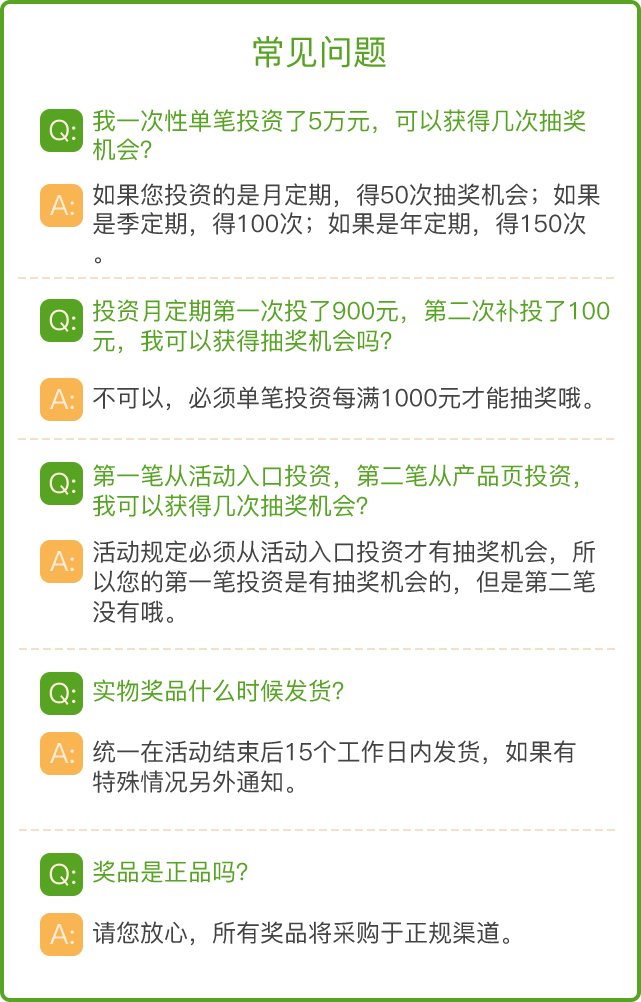 常见问题
Q: 我一次性单笔投资了5万元，可以获得几次抽奖
机会？
A: 如果您投资的是月定期，得50次抽奖机会；如果
是季定期，得100次；如果是年定期，得150次
。
Q: 投资月定期第一次投了900元，第二次补投了100
元，我可以获得抽奖机会吗？
A: 不可以，必须单笔投资每满1000元才能抽奖哦。
Q: 第一笔从活动入口投资，第二笔从产品页投资，
我可以获得几次抽奖机会？
A: 活动规定必须从活动入口投资才有抽奖机会，所
以您的第一笔投资是有抽奖机会的，但是第二笔
没有哦。
Q: 实物奖品什么时候发货？
A: 统一在活动结束后15个工作日内发货，如果有
特殊情况另外通知。
Q: 奖品是正品吗？
A: 请您放心，所有奖品将采购于正规渠道。